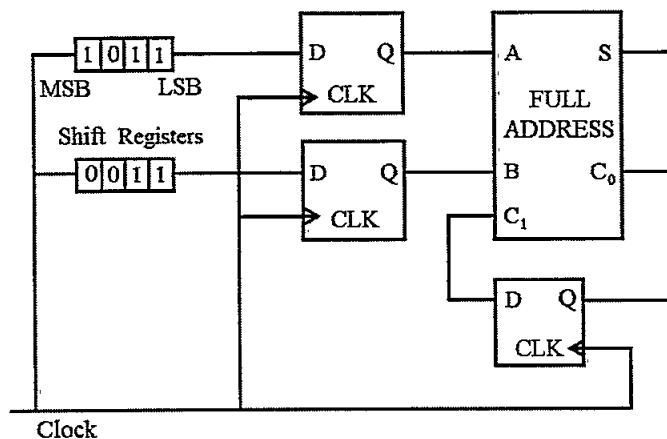 1 0 1 1
MSB LSB
Shift Registers
0 0 1 1
D Q
CLK
D Q
CLK
A S
FULL
ADDRESS
B C₀
C₁
D Q
CLK
Clock